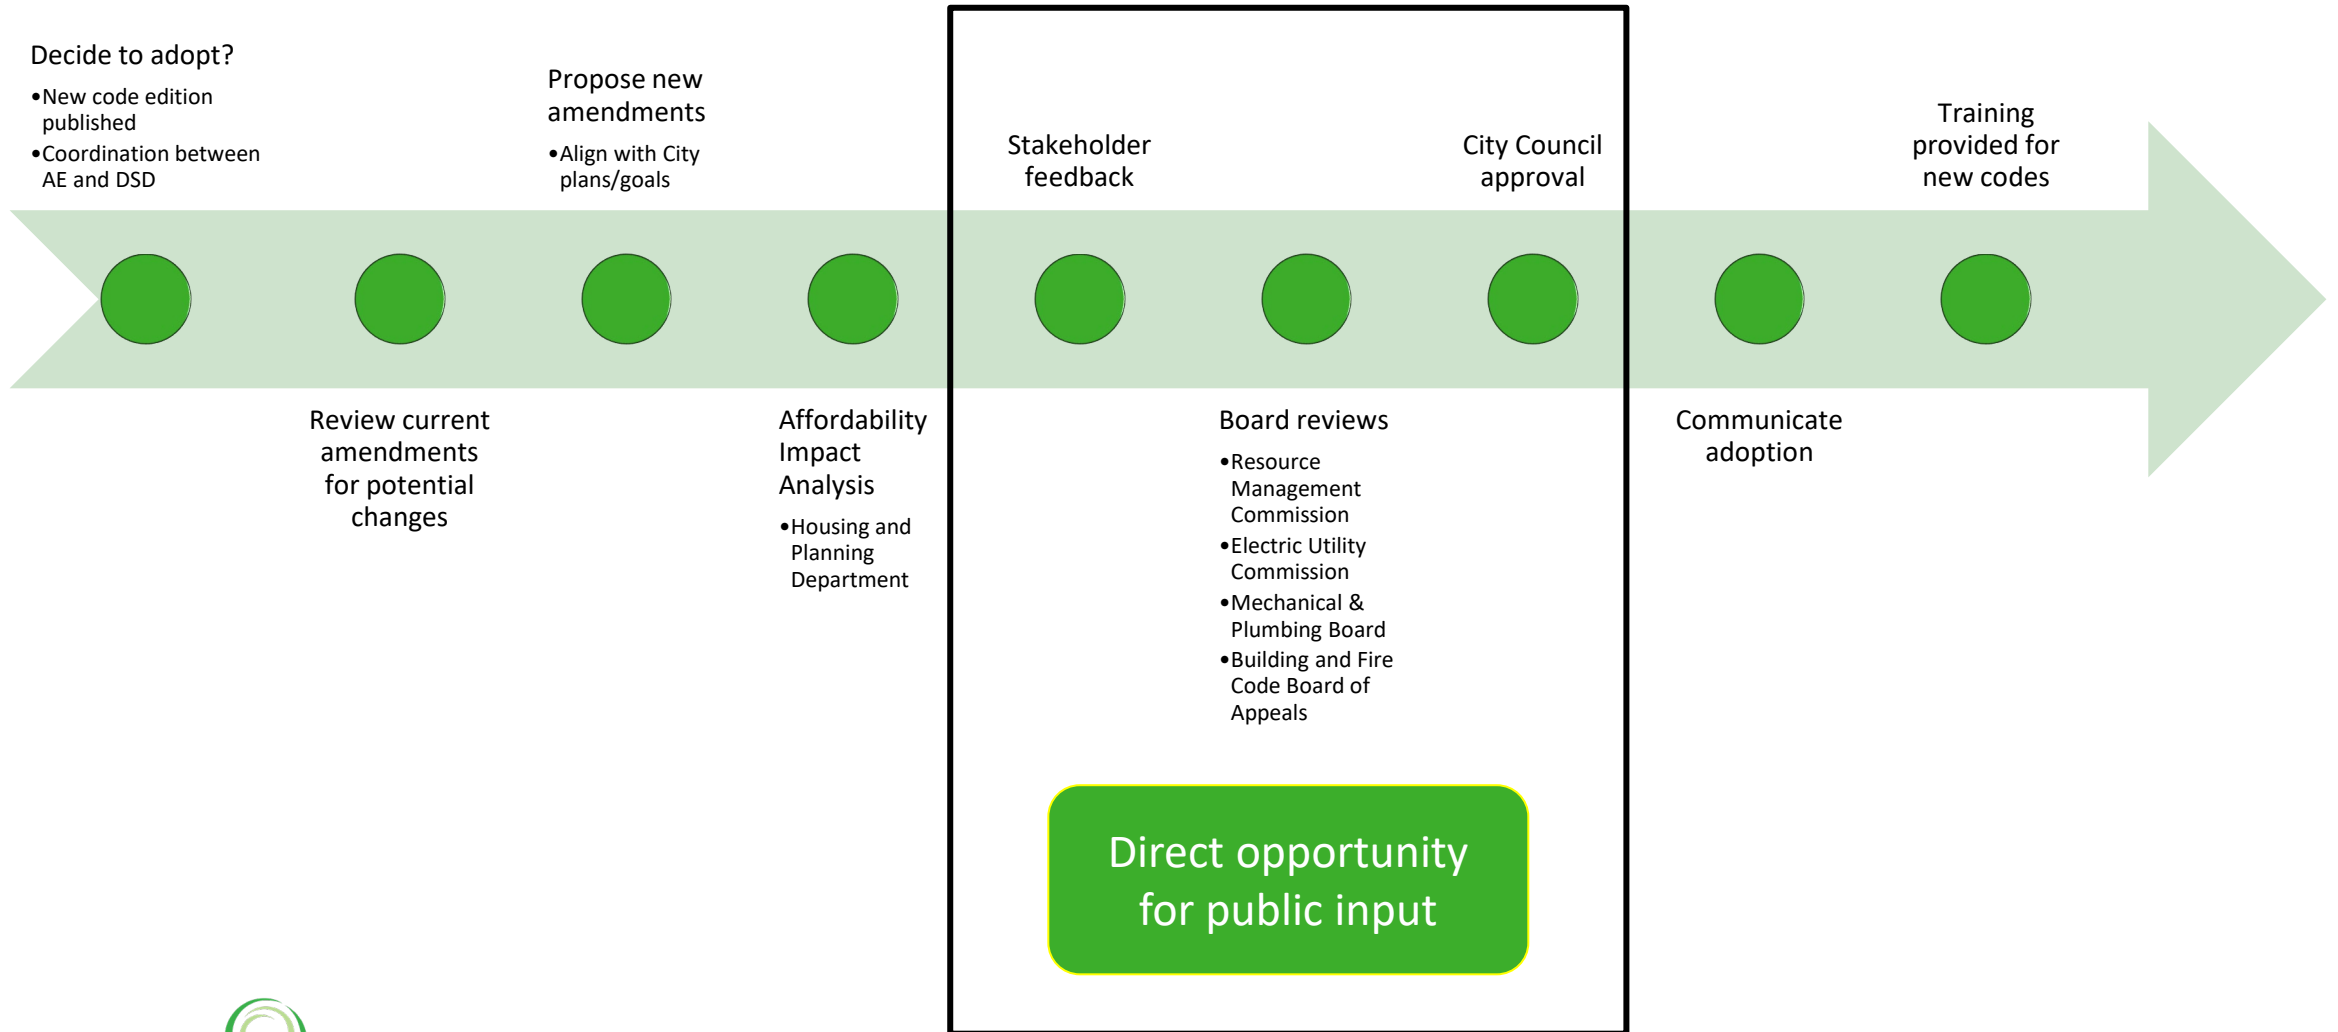 Decide to adopt?
•New code edition
published
•Coordination between
AE and DSD
Review current
amendments
for potential
changes
Propose new
amendments
•Align with City
plans/goals
Affordability
Impact
Analysis
•Housing and
Planning
Department
Stakeholder
feedback
Board reviews
•Resource
Management
Commission
•Electric Utility
Commission
•Mechanical &
Plumbing Board
•Building and Fire
Code Board of
Appeals
City Council
approval
Communicate
adoption
Training
provided for
new codes
Direct opportunity
for public input